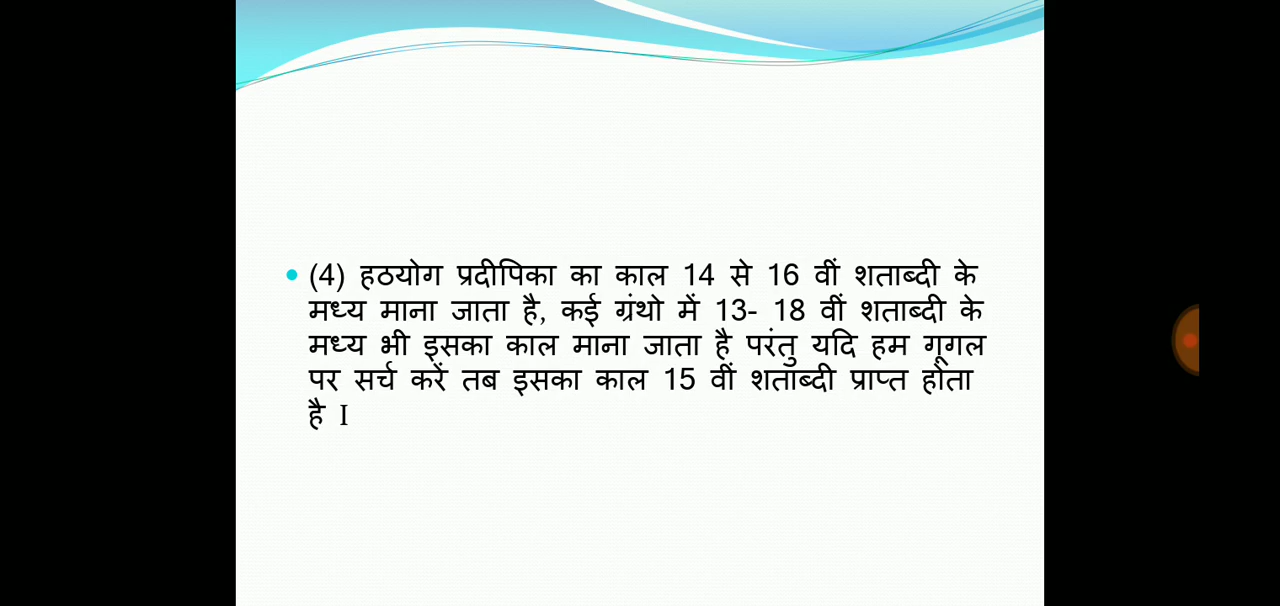 • (4) हठयोग प्रदीपिका का काल 14 से 16 वीं शताब्दी के
मध्य माना जाता है, कई ग्रंथो में 13- 18 वीं शताब्दी के
मध्य भी इसका काल माना जाता है परंतु यदि हम गूगल
पर सर्च करें तब इसका काल 15 वीं शताब्दी प्राप्त होता
है I